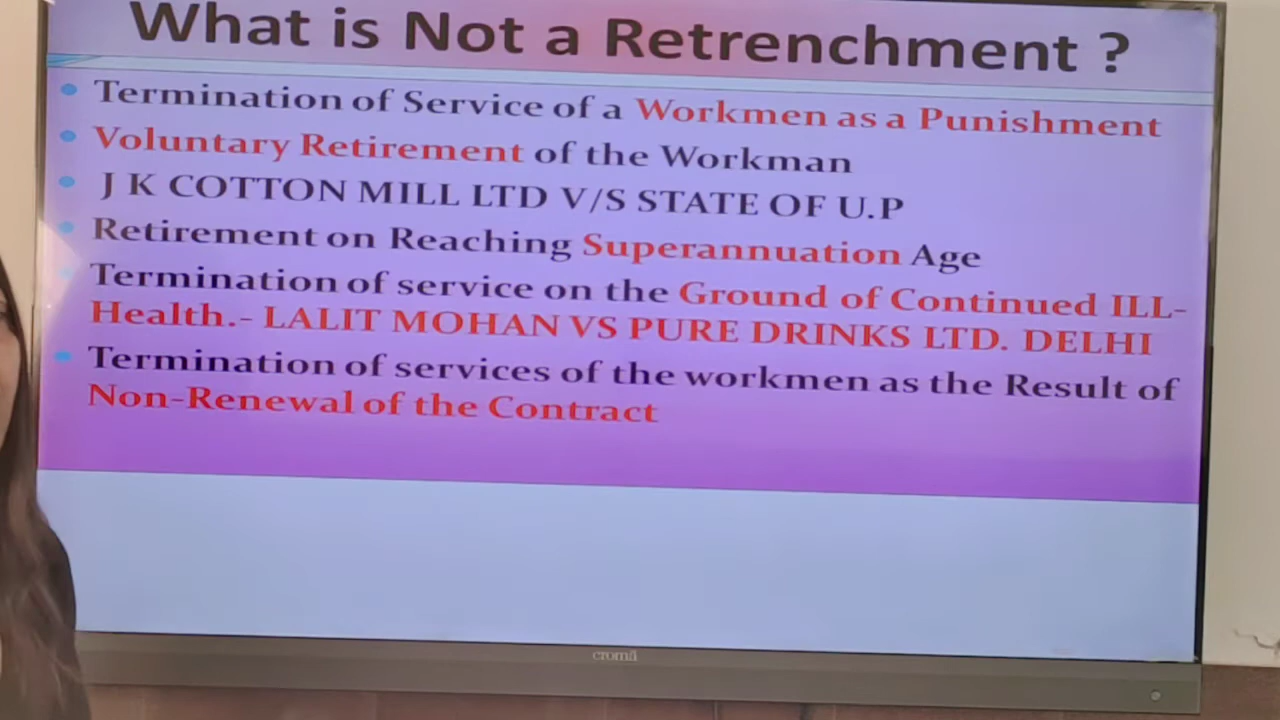 What is Not a Retrenchment ?
Termination of Service of a Workmen as a Punishment
Voluntary Retirement of the Workman
J K COTTON MILL LTD V/S STATE OF U.P
Retirement on Reaching Superannuation Age
Termination of service on the Ground of Continued ILL-
Health.- LALIT MOHAN VS PURE DRINKS LTD. DELHI
Termination of services of the workmen as the Result of
Non-Renewal of the Contract
croma